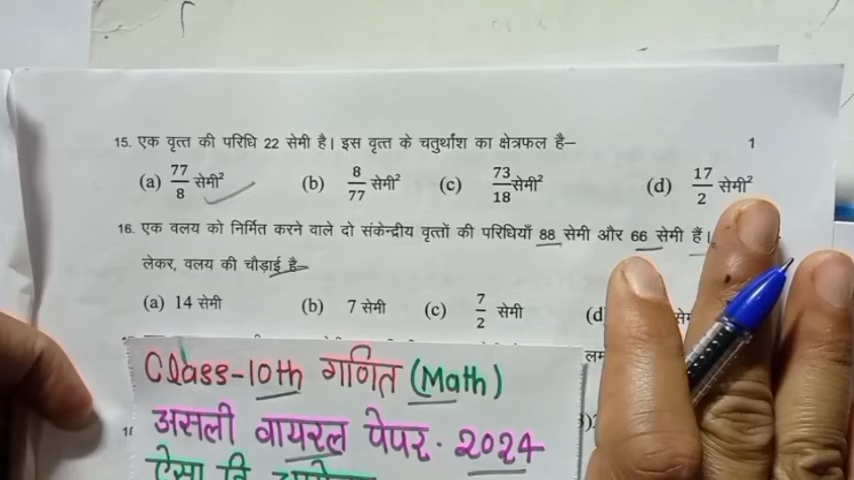 15. एक वृत्त की परिधि 22 सेमी है। इस वृत्त के चतुर्थांश का क्षेत्रफल है— 1
(a) 77/8 सेमी² (b) 8/77 सेमी² (c) 73/18 सेमी² (d) 17/2 सेमी²
16. एक वलय को निर्मित करने वाले दो संकेन्द्रीय वृत्तों की परिधियाँ 88 सेमी और 66 सेमी हैं।
लेकर, वलय की चौड़ाई है—
(a) 14 सेमी (b) 7 सेमी (c) 7/2 सेमी (d
Class-10th गणित (Math)
असली वायरल पेपर. 2024